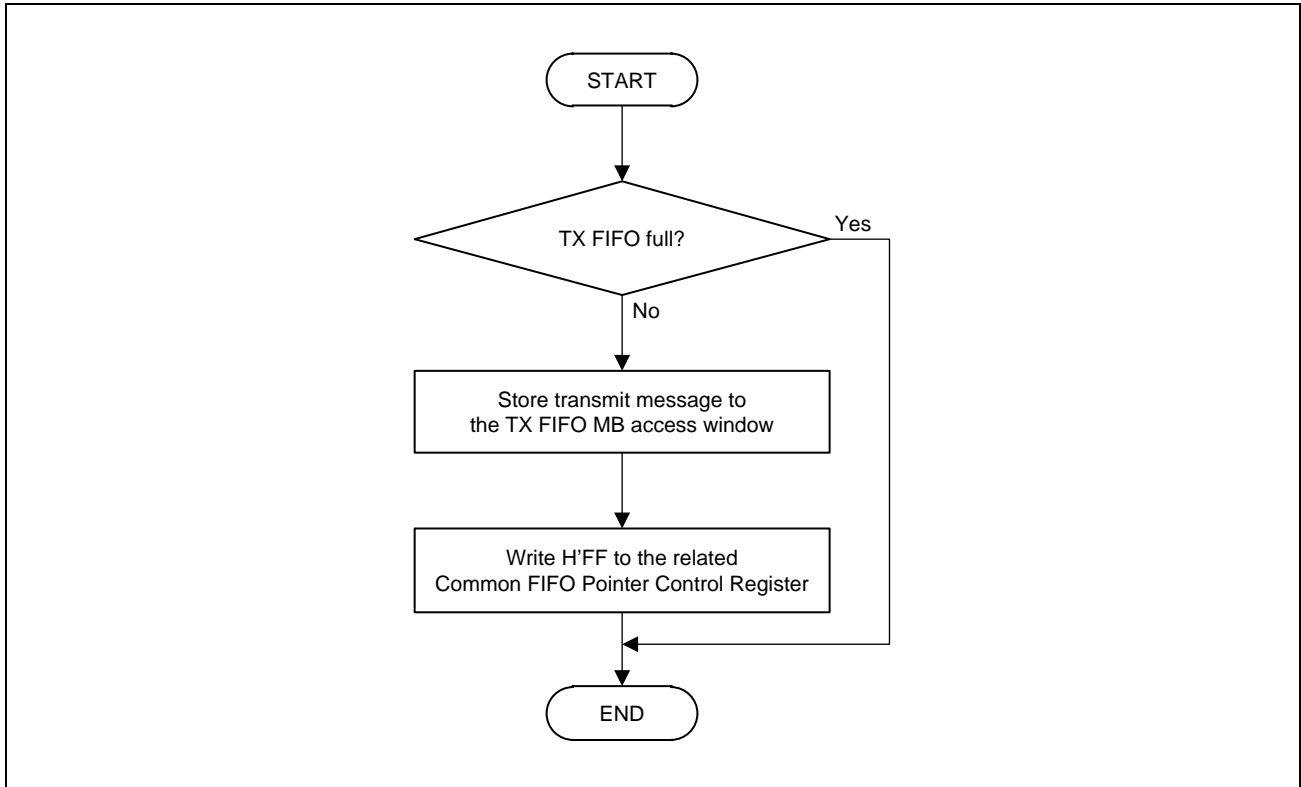 START
TX FIFO full?
Yes
No
Store transmit message to
the TX FIFO MB access window
Write H’FF to the related
Common FIFO Pointer Control Register
END